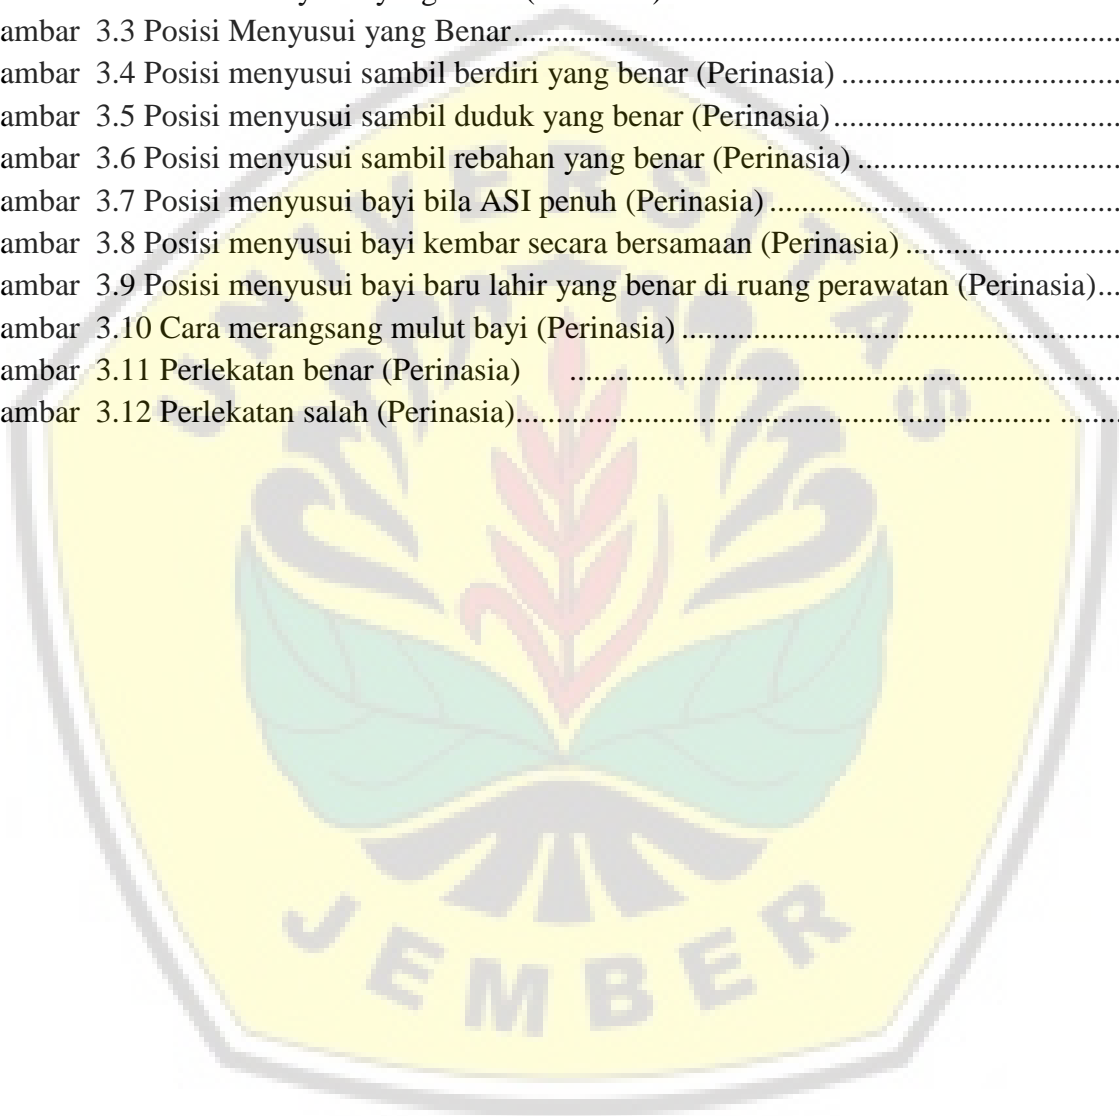 ambar 3.3 Posisi Menyusui yang Benar........................................
ambar 3.4 Posisi menyusui sambil berdiri yang benar (Perinasia) ........................................
ambar 3.5 Posisi menyusui sambil duduk yang benar (Perinasia)........................................
ambar 3.6 Posisi menyusui sambil rebahan yang benar (Perinasia) ........................................
ambar 3.7 Posisi menyusui bayi bila ASI penuh (Perinasia)........................................
ambar 3.8 Posisi menyusui bayi kembar secara bersamaan (Perinasia) ..............................
ambar 3.9 Posisi menyusui bayi baru lahir yang benar di ruang perawatan (Perinasia)...
ambar 3.10 Cara merangsang mulut bayi (Perinasia) ........................................
ambar 3.11 Perlekatan benar (Perinasia) ........................................
ambar 3.12 Perlekatan salah (Perinasia)........................................ ........
UNIVERSITAS
JEMBER